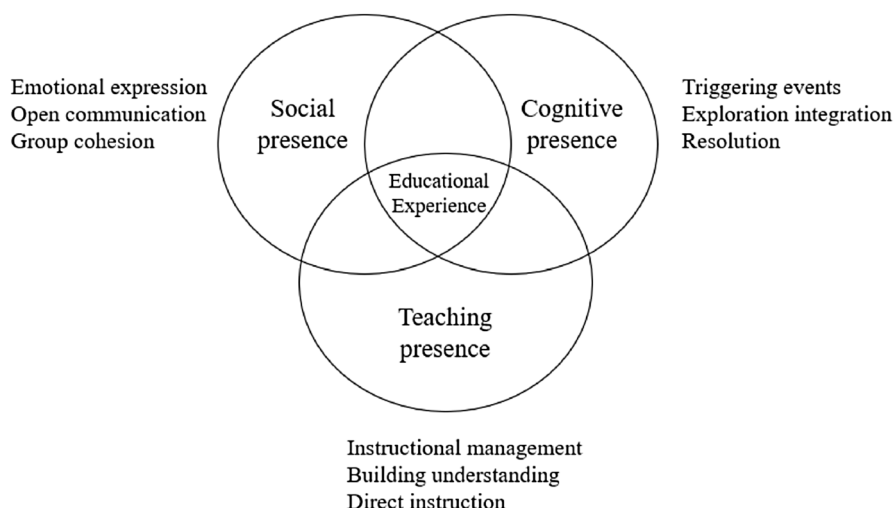 Emotional expression
Open communication
Group cohesion
Social
presence
Cognitive
presence
Triggering events
Exploration integration
Resolution
Educational
Experience
Teaching
presence
Instructional management
Building understanding
Direct instruction